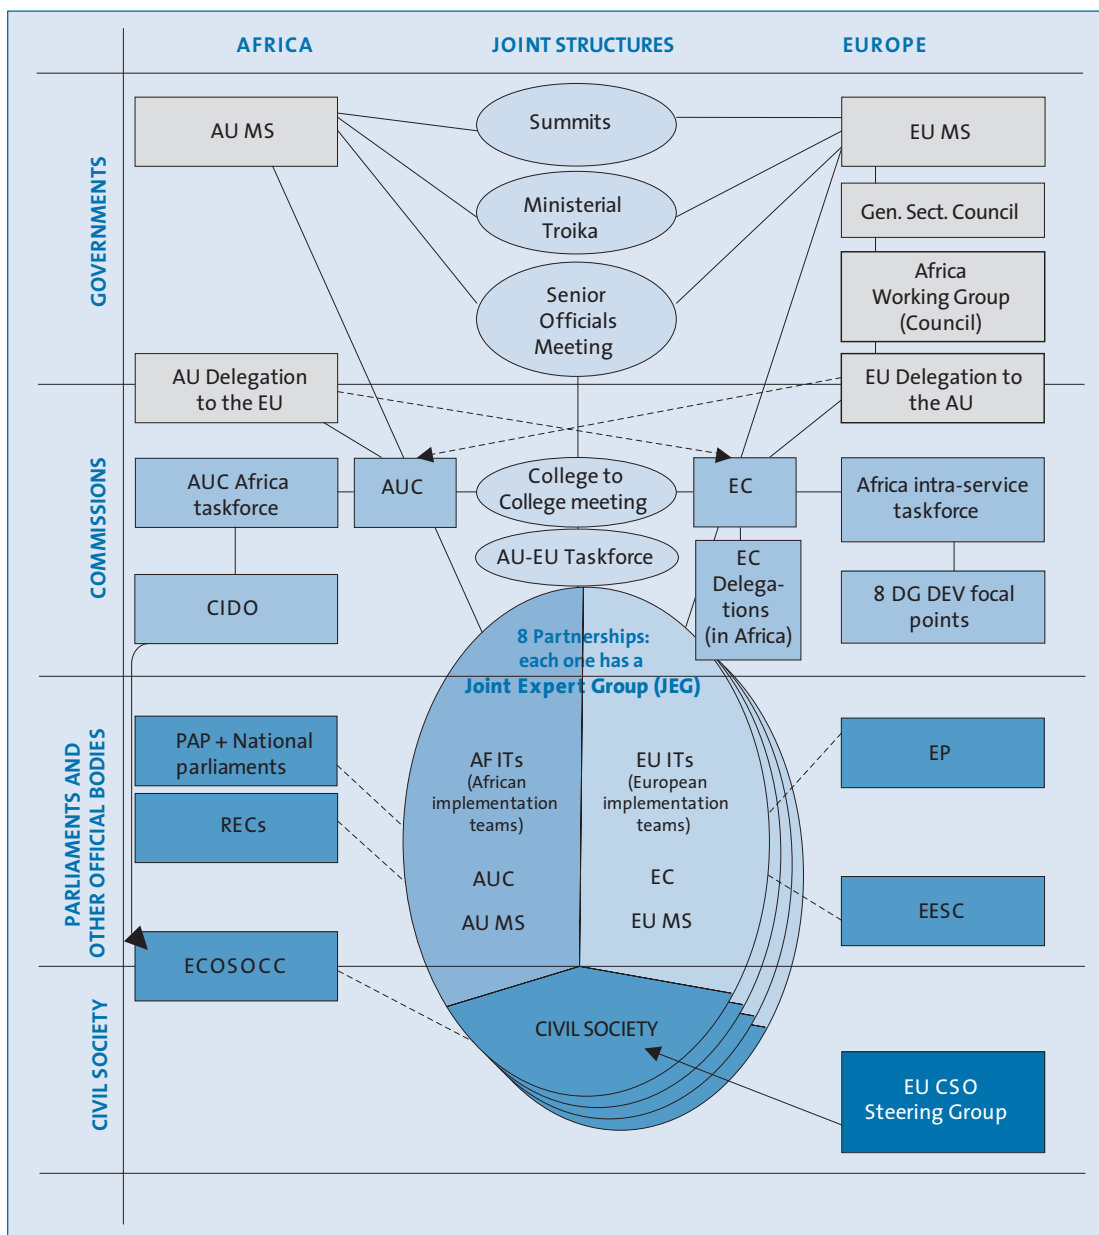 AFRICA
JOINT STRUCTURES
EUROPE
GOVERNMENTS
AU MS
Summits
EU MS
Ministerial
Troika
Gen. Sect. Council
Senior
Officials
Meeting
Africa
Working Group
(Council)
AU Delegation
to the EU
EU Delegation to
the AU
COMMISSIONS
AUC Africa
taskforce
AUC
College to
College meeting
EC
Africa intra-service
taskforce
AU-EU Taskforce
EC
Delega-
tions
(in Africa)
CIDO
8 DG DEV focal
points
8 Partnerships:
each one has a
Joint Expert Group (JEG)
PARLIAMENTS AND
OTHER OFFICIAL BODIES
PAP + National
parliaments
AF ITs
(African
implementation
teams)
EU ITs
(European
implementation
teams)
EP
RECs
AUC
EC
AU MS
EU MS
EESC
ECOSOCC
CIVIL SOCIETY
CIVIL SOCIETY
EU CSO
Steering Group